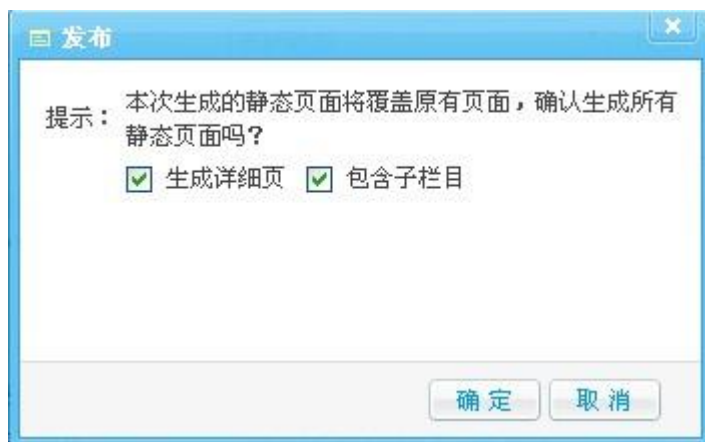 发布
提示：本次生成的静态页面将覆盖原有页面，确认生成所有
静态页面吗？
生成详细页 包含子栏目
确定 取消